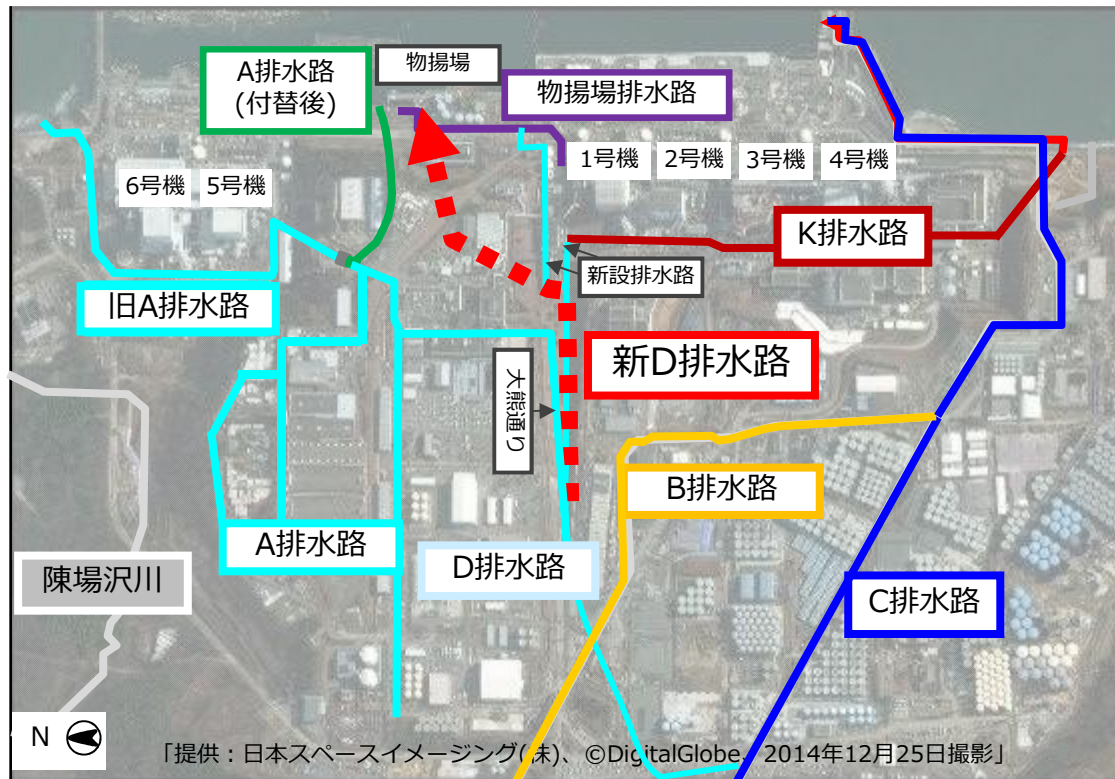 A排水路
(付替後)
物揚場
物揚場排水路
6号機
5号機
1号機
2号機
3号機
4号機
K排水路
旧A排水路
新設排水路
新D排水路
大熊通り
B排水路
A排水路
D排水路
陳場沢川
C排水路
N
「提供：日本スペースイメージング(株)、©DigitalGlobe、2014年12月25日撮影」